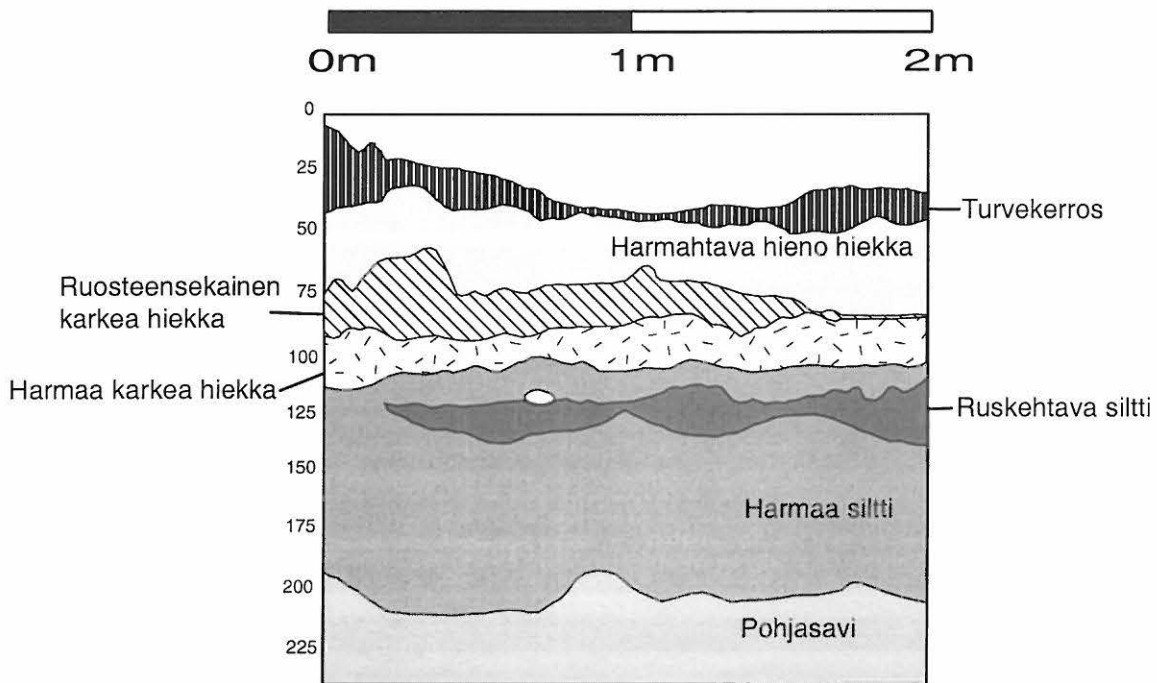 0m 1m 2m
0
25
50
75
100
125
150
175
200
225
Turvekerros
Harmahtava hieno hiekka
Ruosteensekainen
karkea hiekka
Harmaa karkea hiekka
Ruskehtava siltti
Harmaa siltti
Pohjasavi